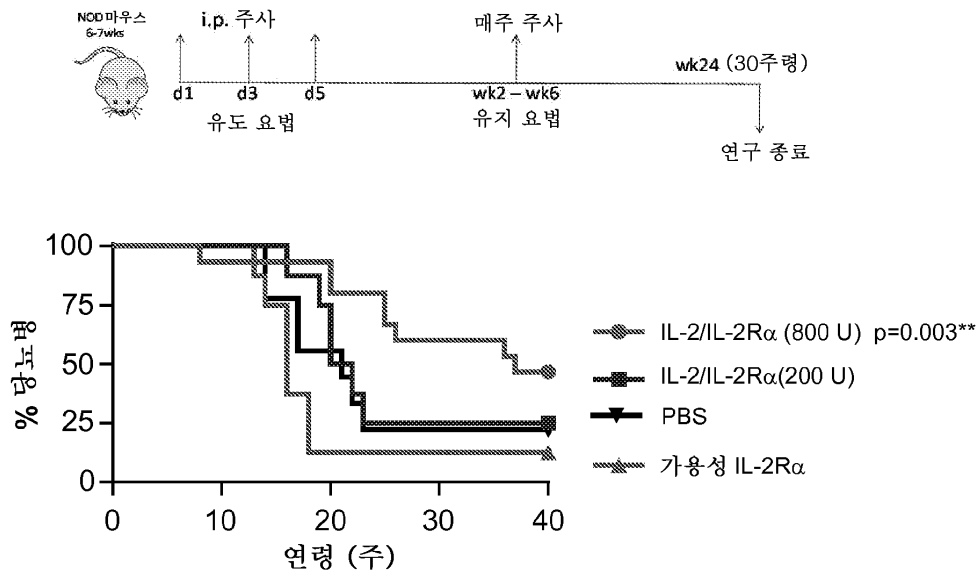 NOD 마우스
6-7wks
i.p. 주사
매주 주사
wk24 (30주령)
d1
d3
d5
wk2 – wk6
유도 요법
유지 요법
연구 종료
100
75
50
25
0
% 당뇨병
0
10
20
30
40
연령 (주)
IL-2/IL-2Rα (800 U) p=0.003**
IL-2/IL-2Rα(200 U)
PBS
가용성 IL-2Rα